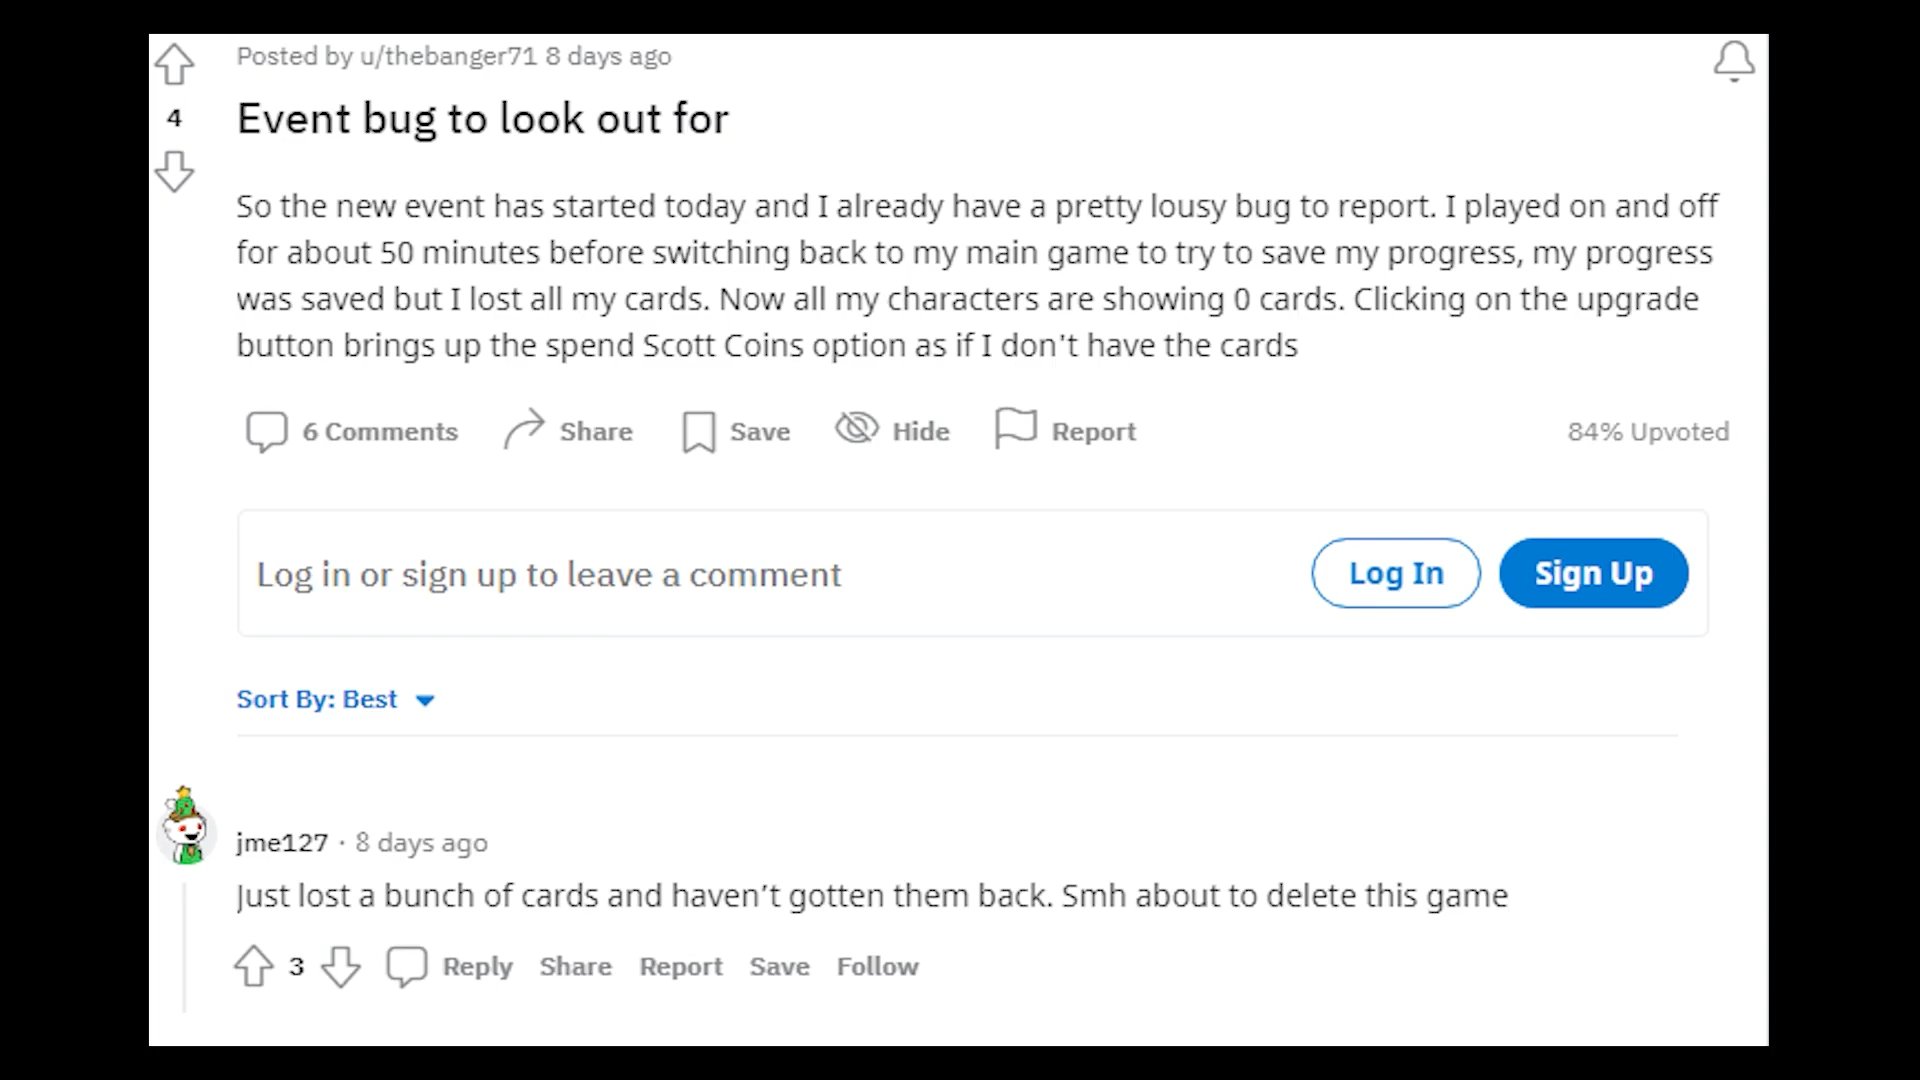 Posted by u/thebanger71 8 days ago
4
Event bug to look out for
So the new event has started today and I already have a pretty lousy bug to report. I played on and off
for about 50 minutes before switching back to my main game to try to save my progress, my progress
was saved but I lost all my cards. Now all my characters are showing 0 cards. Clicking on the upgrade
button brings up the spend Scott Coins option as if I don't have the cards
6 Comments Share Save Hide Report 84% Upvoted
Log in or sign up to leave a comment Log In Sign Up
Sort By: Best
jme127 · 8 days ago
Just lost a bunch of cards and haven’t gotten them back. Smh about to delete this game
3 Reply Share Report Save Follow